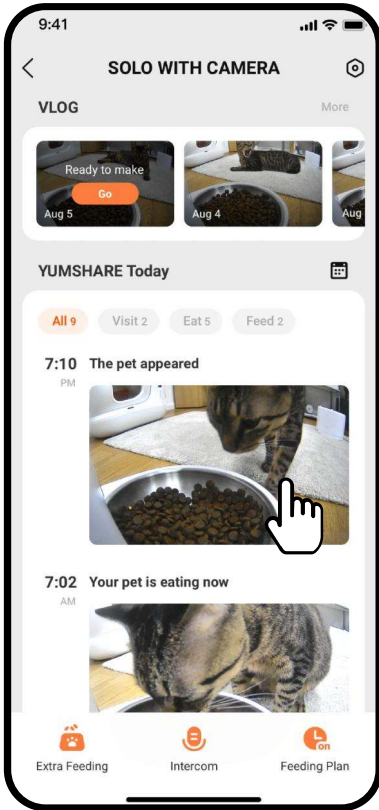 9:41
SOLO WITH CAMERA
VLOG More
Ready to make
Go
Aug 5 Aug 4 Aug
YUMSHARE Today
All 9 Visit 2 Eat 5 Feed 2
7:10 The pet appeared
PM
7:02 Your pet is eating now
AM
on
Extra Feeding Intercom Feeding Plan